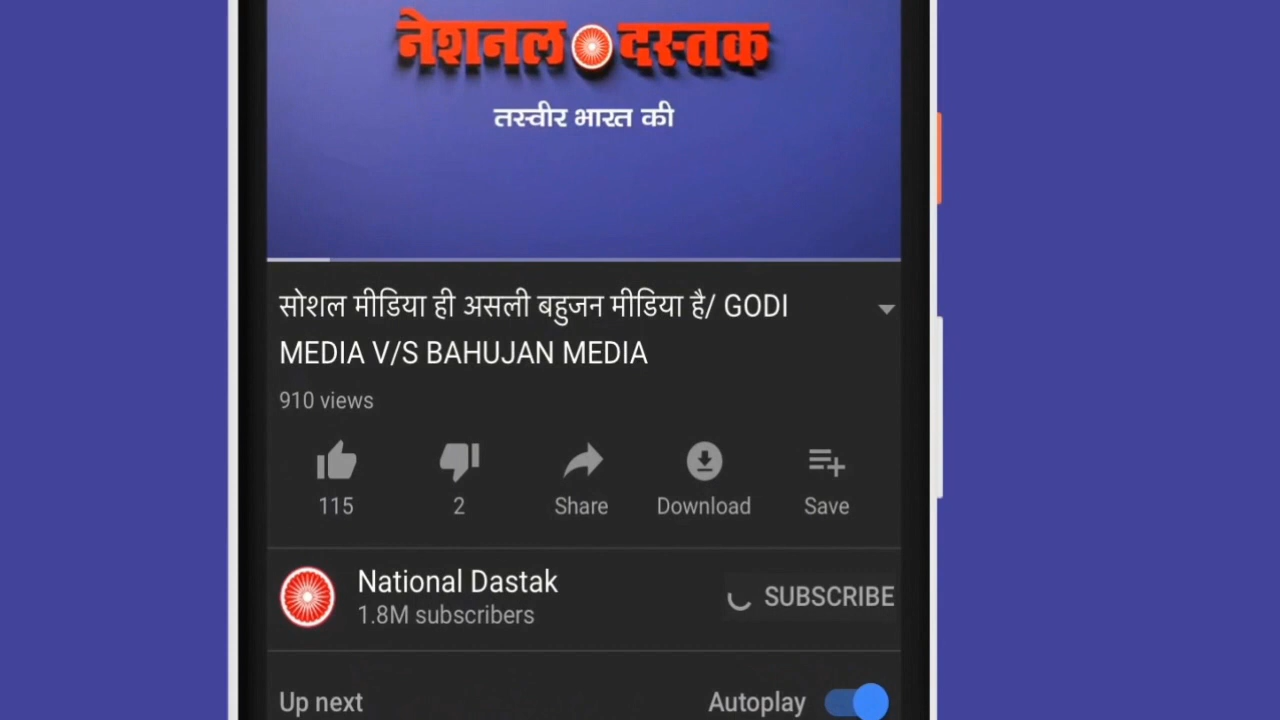 नेशनल दस्तक
तस्वीर भारत की
सोशल मीडिया ही असली बहुजन मीडिया है/ GODI
MEDIA V/S BAHUJAN MEDIA
910 views
115 2 Share Download Save
National Dastak
1.8M subscribers
SUBSCRIBE
Up next Autoplay